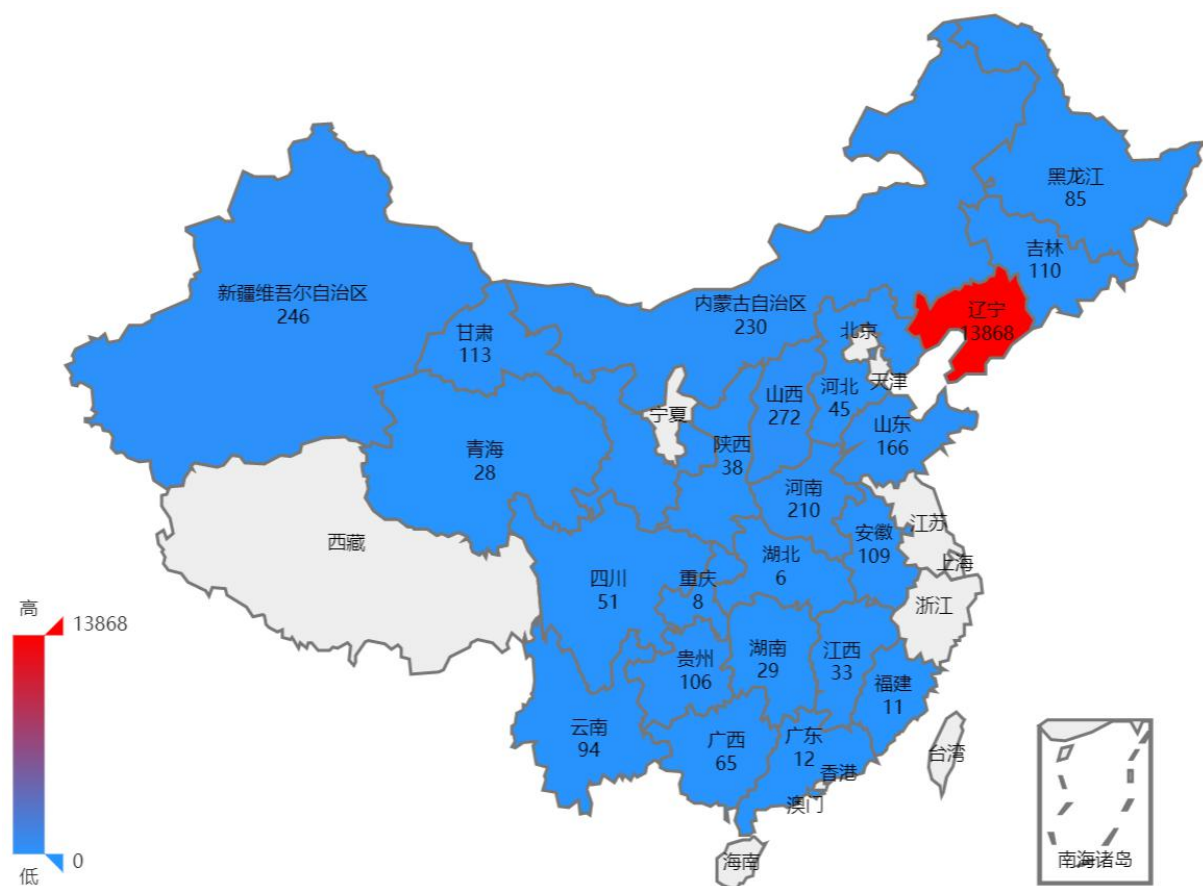 黑龙江
85
吉林
110
新疆维吾尔自治区
246
内蒙古自治区
230
辽宁
13868
甘肃
113
北京
天津
宁夏
山西
272
河北
45
山东
166
青海
28
陕西
38
河南
210
江苏
西藏
安徽
109
湖北
6
上海
四川
51
重庆
8
浙江
高
13868
贵州
106
湖南
29
江西
33
福建
11
云南
94
广西
65
广东
12
香港
台湾
澳门
0
低
海南
南海诸岛